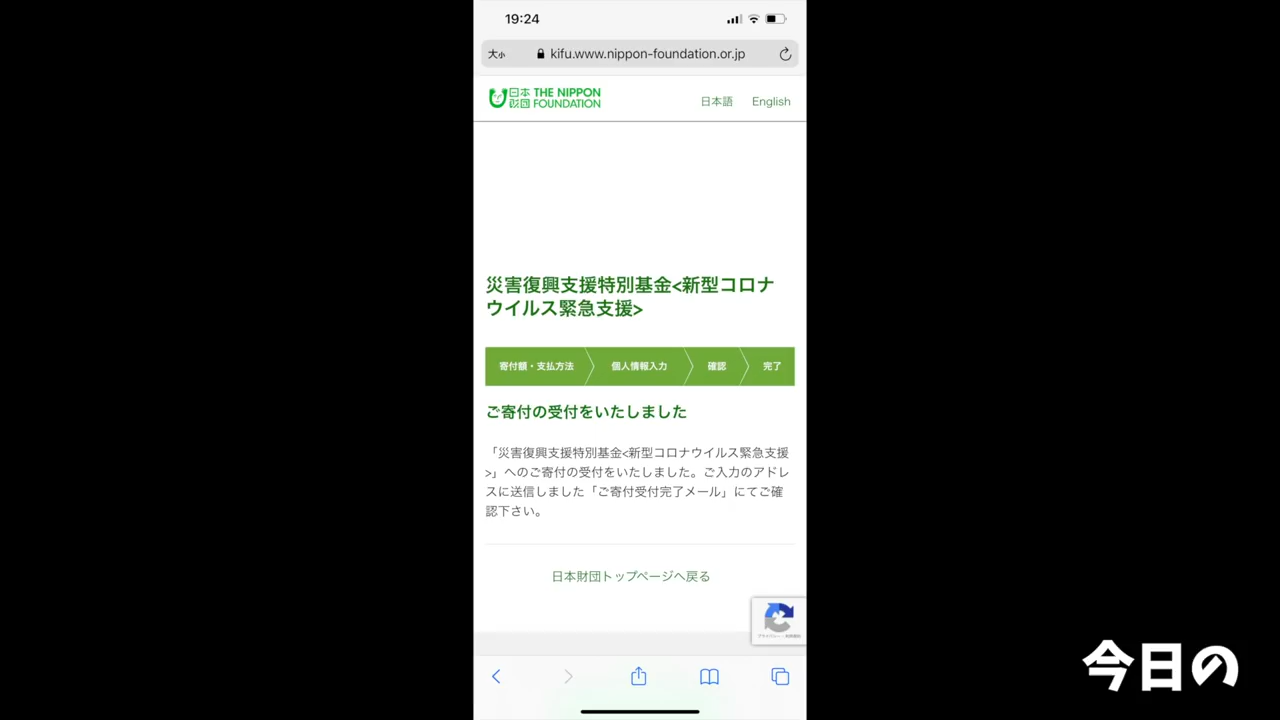 19:24
大小
kifu.www.nippon-foundation.or.jp
日本 THE NIPPON
財団 FOUNDATION
日本語 English
災害復興支援特別基金<新型コロナ
ウイルス緊急支援>
寄付額・支払方法 個人情報入力 確認 完了
ご寄付の受付をいたしました
「災害復興支援特別基金<新型コロナウイルス緊急支援
>」へのご寄付の受付をいたしました。ご入力のアドレ
スに送信しました「ご寄付受付完了メール」にてご確
認下さい。
日本財団トップページへ戻る
今日の